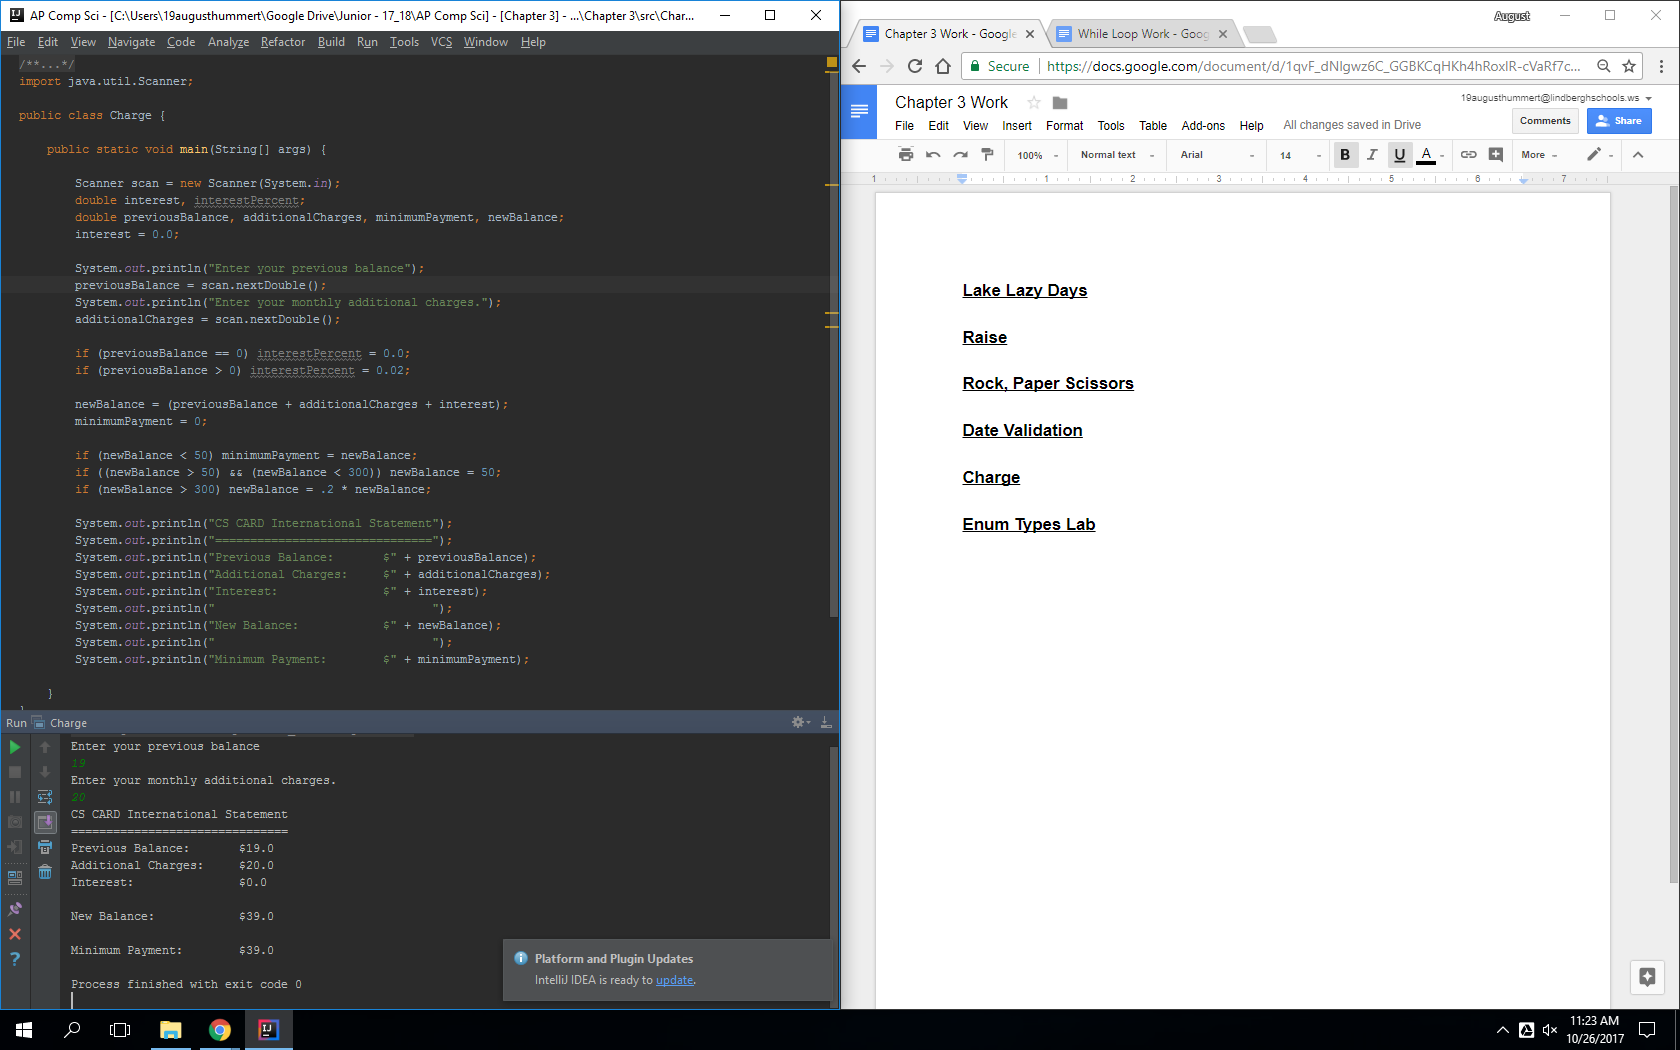 AP Comp Sci - [C:\Users\19augusthummert\Google Drive\Junior - 17_18\AP Comp Sci] - [Chapter 3] - ...\Chapter 3\src\Char...
File Edit View Navigate Code Analyze Refactor Build Run Tools VCS Window Help
/**...*/
import java.util.Scanner;
public class Charge {
public static void main(String[] args) {
Scanner scan = new Scanner(System.in);
double interest, interestPercent;
double previousBalance, additionalCharges, minimumPayment, newBalance;
interest = 0.0;
System.out.println("Enter your previous balance");
previousBalance = scan.nextDouble();
System.out.println("Enter your monthly additional charges.");
additionalCharges = scan.nextDouble();
if (previousBalance == 0) interestPercent = 0.0;
if (previousBalance > 0) interestPercent = 0.02;
newBalance = (previousBalance + additionalCharges + interest);
minimumPayment = 0;
if (newBalance < 50) minimumPayment = newBalance;
if ((newBalance > 50) && (newBalance < 300)) newBalance = 50;
if (newBalance > 300) newBalance = .2 * newBalance;
System.out.println("CS CARD International Statement");
System.out.println("===============================");
System.out.println("Previous Balance:       $" + previousBalance);
System.out.println("Additional Charges:     $" + additionalCharges);
System.out.println("Interest:               $" + interest);
System.out.println("                               ");
System.out.println("New Balance:            $" + newBalance);
System.out.println("                               ");
System.out.println("Minimum Payment:        $" + minimumPayment);
}
}
Run Charge
Enter your previous balance
19
Enter your monthly additional charges.
20
CS CARD International Statement
===============================
Previous Balance:       $19.0
Additional Charges:     $20.0
Interest:               $0.0
New Balance:            $39.0
Minimum Payment:        $39.0
Process finished with exit code 0
Platform and Plugin Updates
IntelliJ IDEA is ready to update.
August
Chapter 3 Work - Google
While Loop Work - Goog
Secure https://docs.google.com/document/d/1qvF_dNIgwz6C_GGBKCqHKh4hRoxIR-cVaRf7c...
Chapter 3 Work
19augusthummert@lindberghschools.ws
File Edit View Insert Format Tools Table Add-ons Help All changes saved in Drive
Comments Share
100% Normal text Arial 14 B I U A More
1 1 2 3 4 5 6 7
Lake Lazy Days
Raise
Rock, Paper Scissors
Date Validation
Charge
Enum Types Lab
11:23 AM
10/26/2017